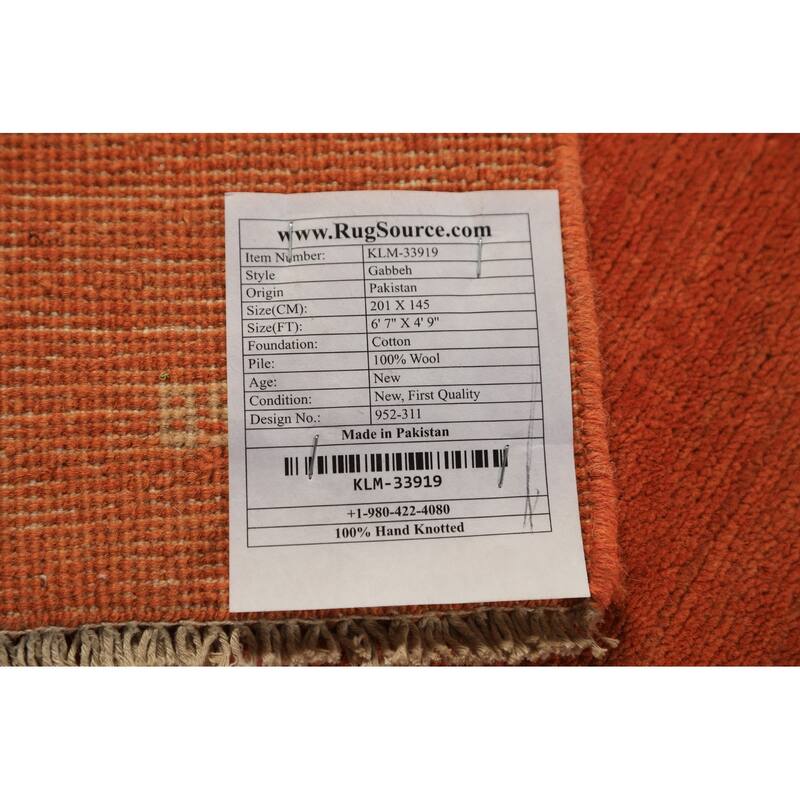 www.RugSource.com
Item Number: KLM-33919
Style Gabbeh
Origin Pakistan
Size(CM): 201 X 145
Size(FT): 6' 7" X 4' 9"
Foundation: Cotton
Pile: 100% Wool
Age: New
Condition: New, First Quality
Design No.: 952-311
Made in Pakistan
KLM-33919
+1-980-422-4080
100% Hand Knotted